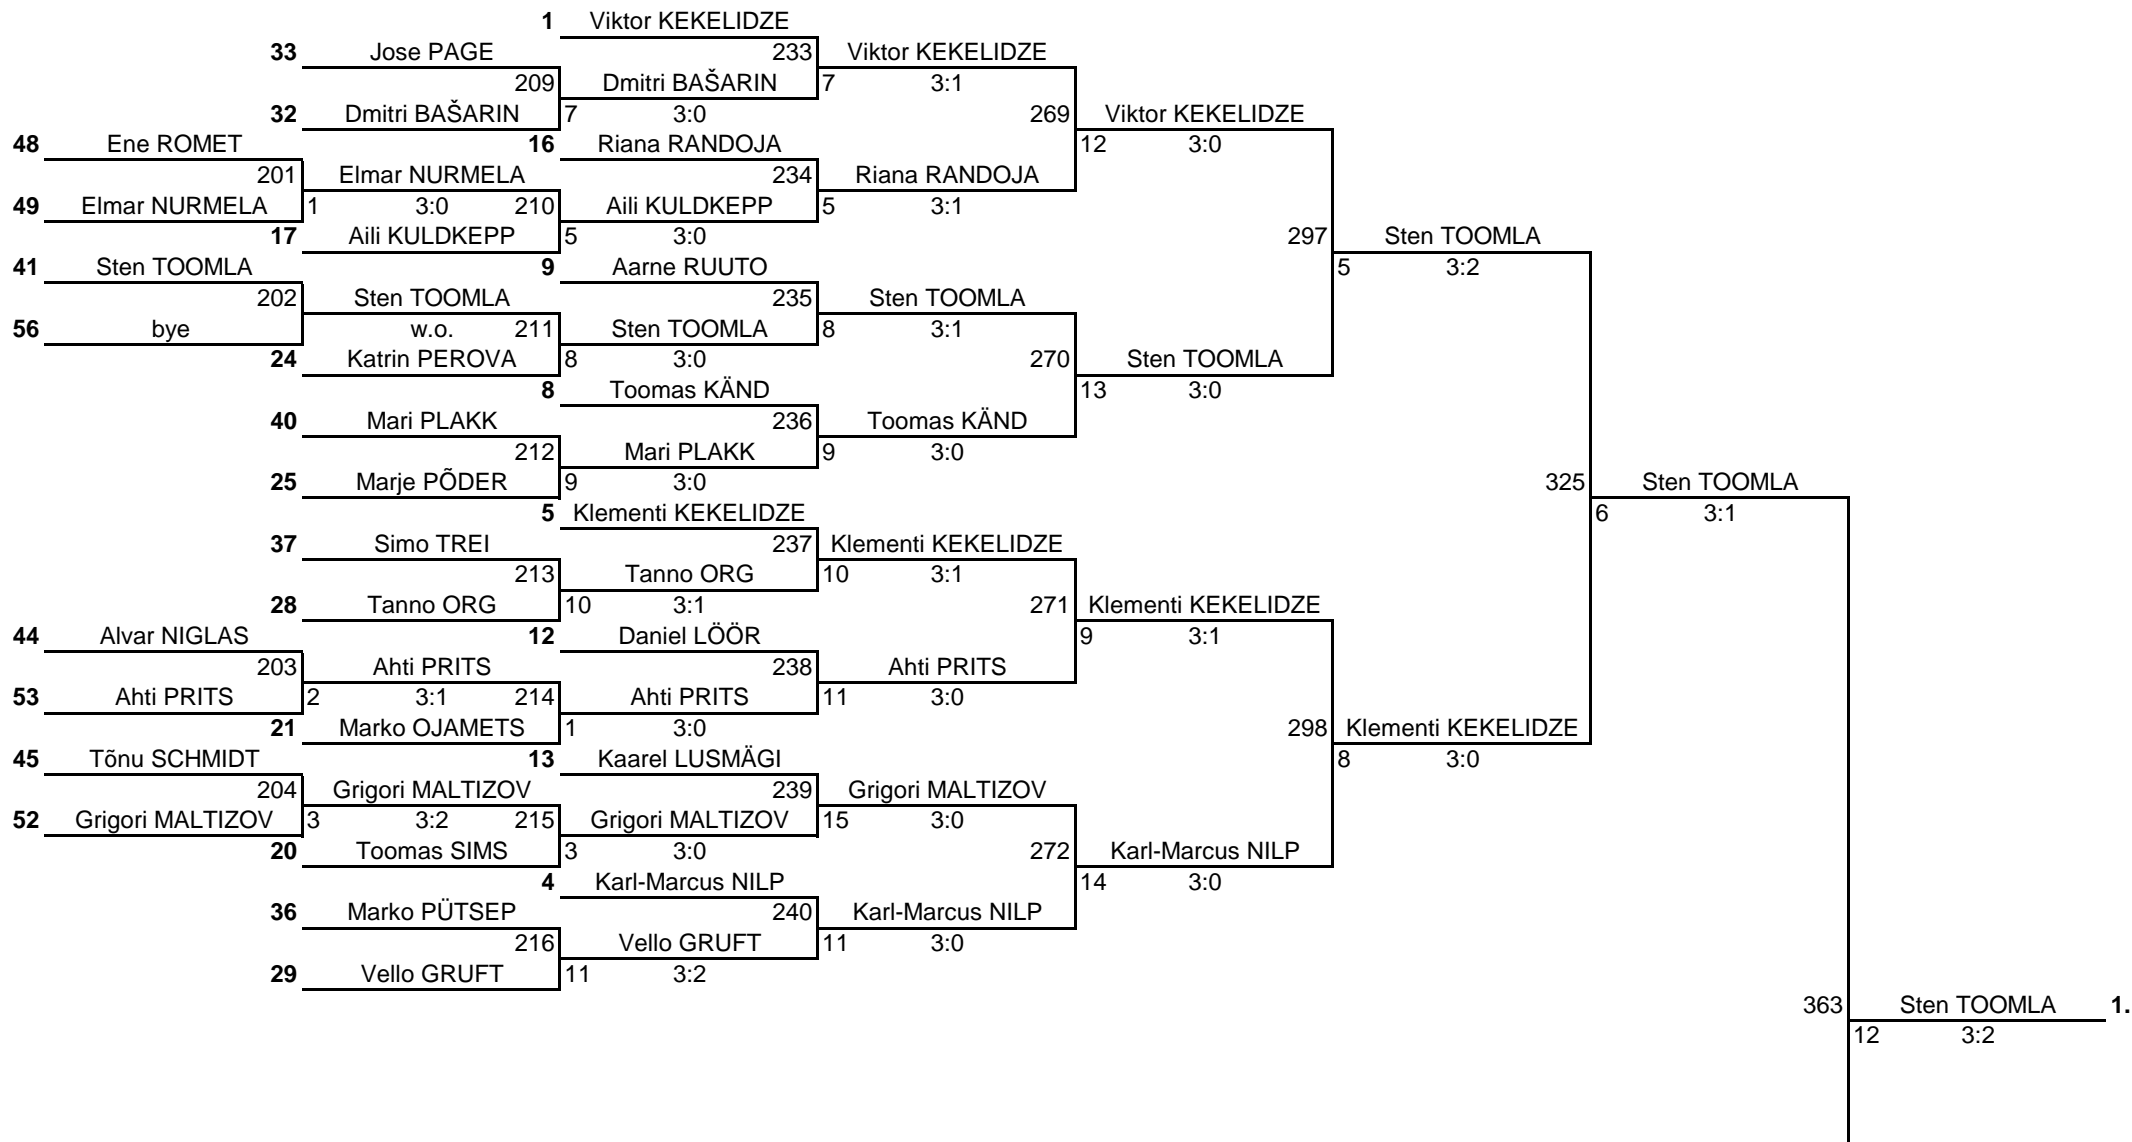 1 Viktor KEKELIDZE
33 Jose PAGE 233 Viktor KEKELIDZE
209 Dmitri BAŠARIN 7 3:1
32 Dmitri BAŠARIN 7 3:0 269 Viktor KEKELIDZE
48 Ene ROMET 16 Riana RANDOJA 12 3:0
201 Elmar NURMELA 234 Riana RANDOJA
49 Elmar NURMELA 1 3:0 210 Aili KULDKEPP 5 3:1
17 Aili KULDKEPP 5 3:0 297 Sten TOOMLA
41 Sten TOOMLA 9 Aarne RUUTO 5 3:2
202 Sten TOOMLA 235 Sten TOOMLA
56 bye w.o. 211 Sten TOOMLA 8 3:1
24 Katrin PEROVA 8 3:0 270 Sten TOOMLA
8 Toomas KÄND 13 3:0
40 Mari PLAKK 236 Toomas KÄND
212 Mari PLAKK 9 3:0
25 Marje PÕDER 9 3:0 325 Sten TOOMLA
5 Klementi KEKELIDZE 6 3:1
37 Simo TREI 237 Klementi KEKELIDZE
213 Tanno ORG 10 3:1
28 Tanno ORG 10 3:1 271 Klementi KEKELIDZE
44 Alvar NIGLAS 12 Daniel LÖÖR 9 3:1
203 Ahti PRITS 238 Ahti PRITS
53 Ahti PRITS 2 3:1 214 Ahti PRITS 11 3:0
21 Marko OJAMETS 1 3:0 298 Klementi KEKELIDZE
45 Tõnu SCHMIDT 13 Kaarel LUSMÄGI 8 3:0
204 Grigori MALTIZOV 239 Grigori MALTIZOV
52 Grigori MALTIZOV 3 3:2 215 Grigori MALTIZOV 15 3:0
20 Toomas SIMS 3 3:0 272 Karl-Marcus NILP
4 Karl-Marcus NILP 14 3:0
36 Marko PÜTSEP 240 Karl-Marcus NILP
216 Vello GRUFT 11 3:0
29 Vello GRUFT 11 3:2
363 Sten TOOMLA 1.
12 3:2